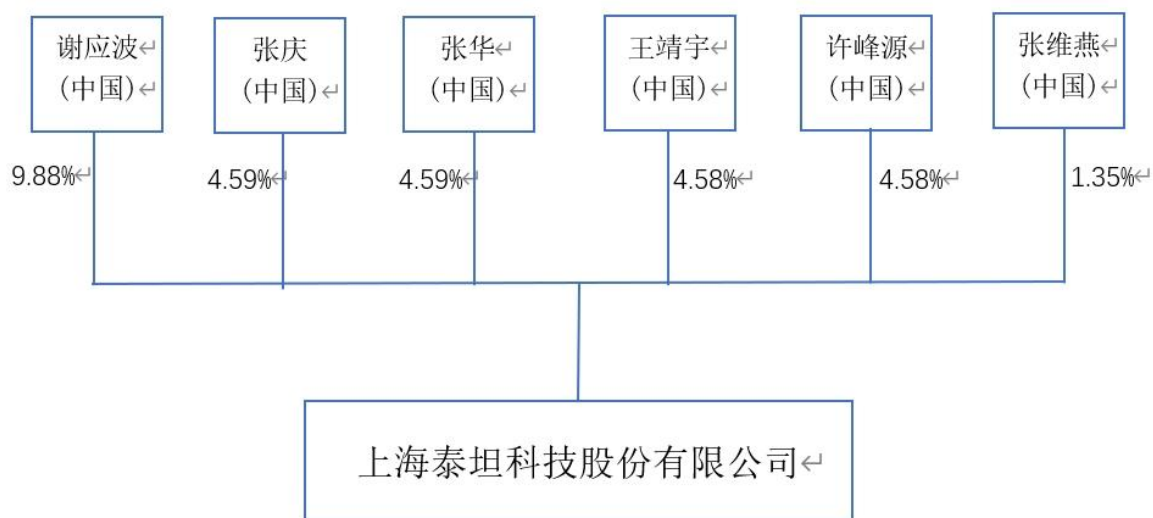 谢应波
(中国)
张庆
(中国)
张华
(中国)
王靖宇
(中国)
许峰源
(中国)
张维燕
(中国)
9.88%
4.59%
4.59%
4.58%
4.58%
1.35%
上海泰坦科技股份有限公司